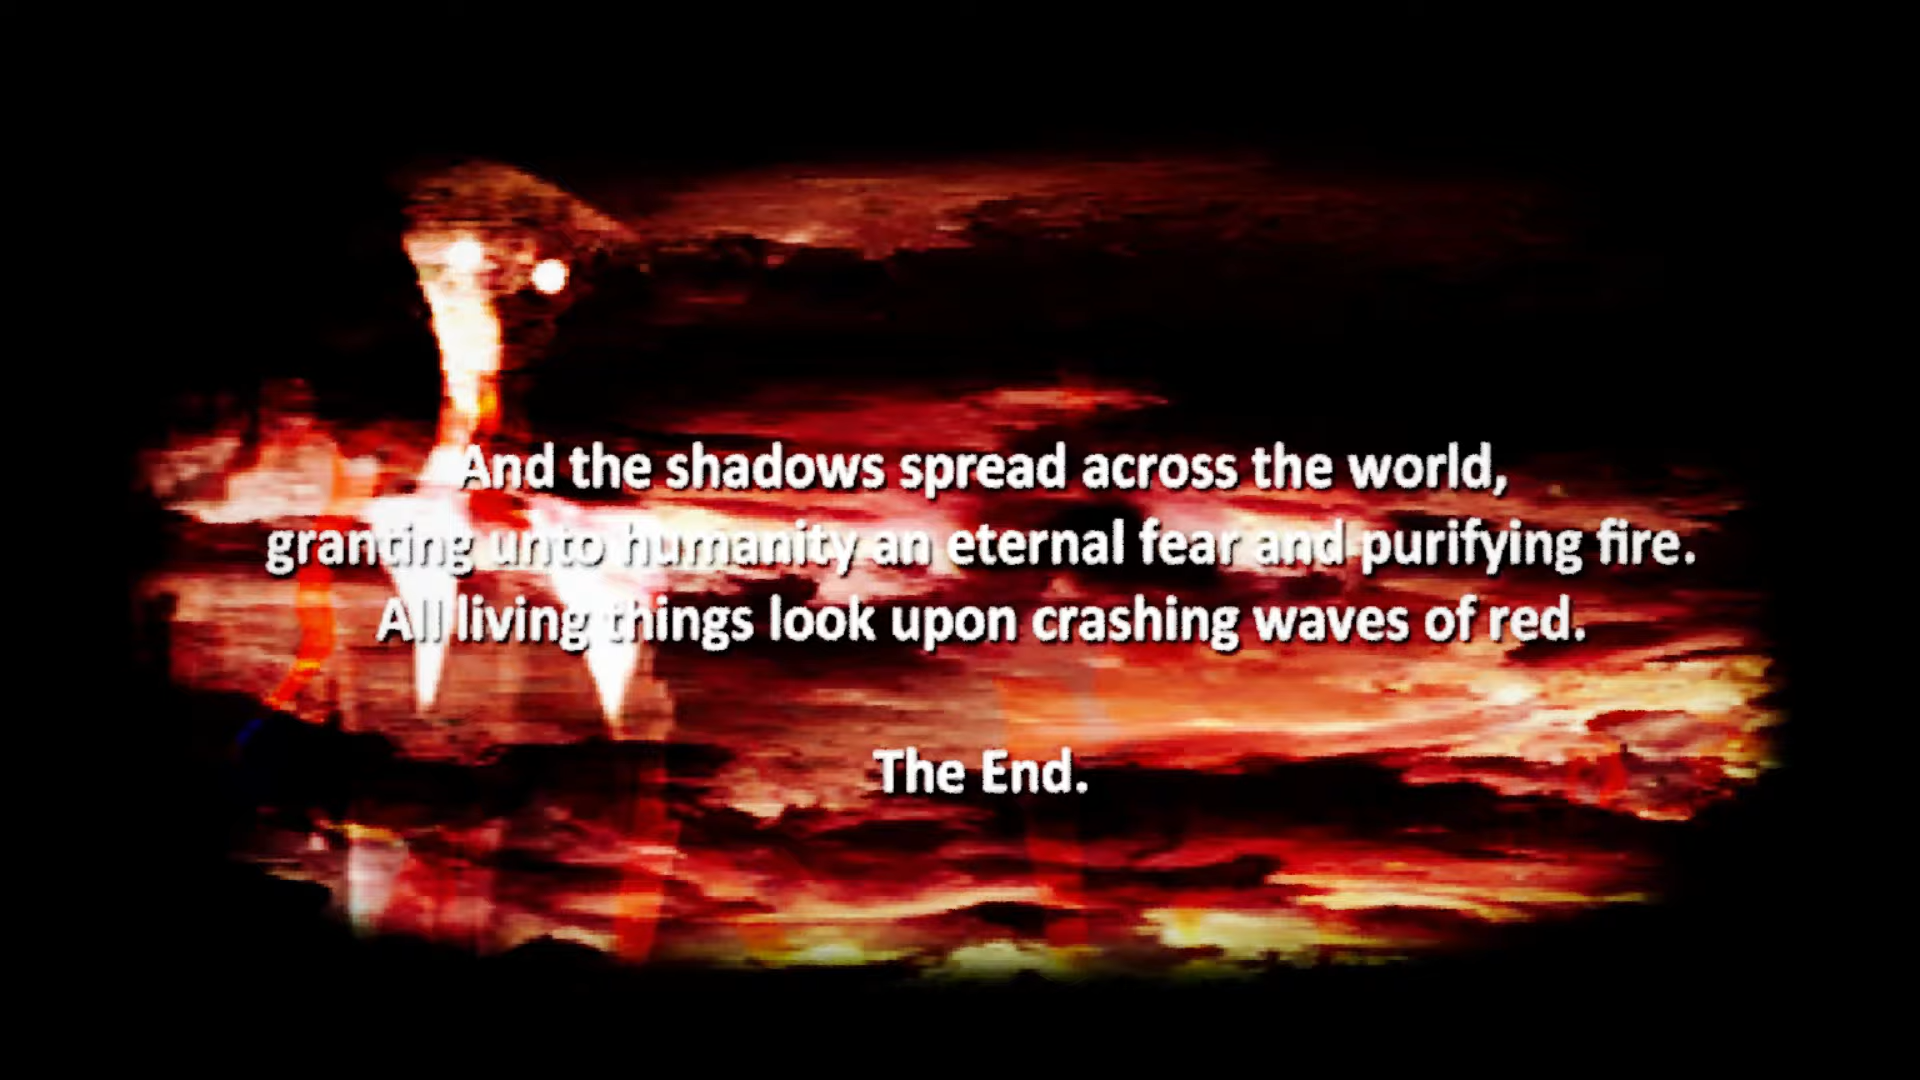 And the shadows spread across the world,
granting unto humanity an eternal fear and purifying fire.
All living things look upon crashing waves of red.
The End.